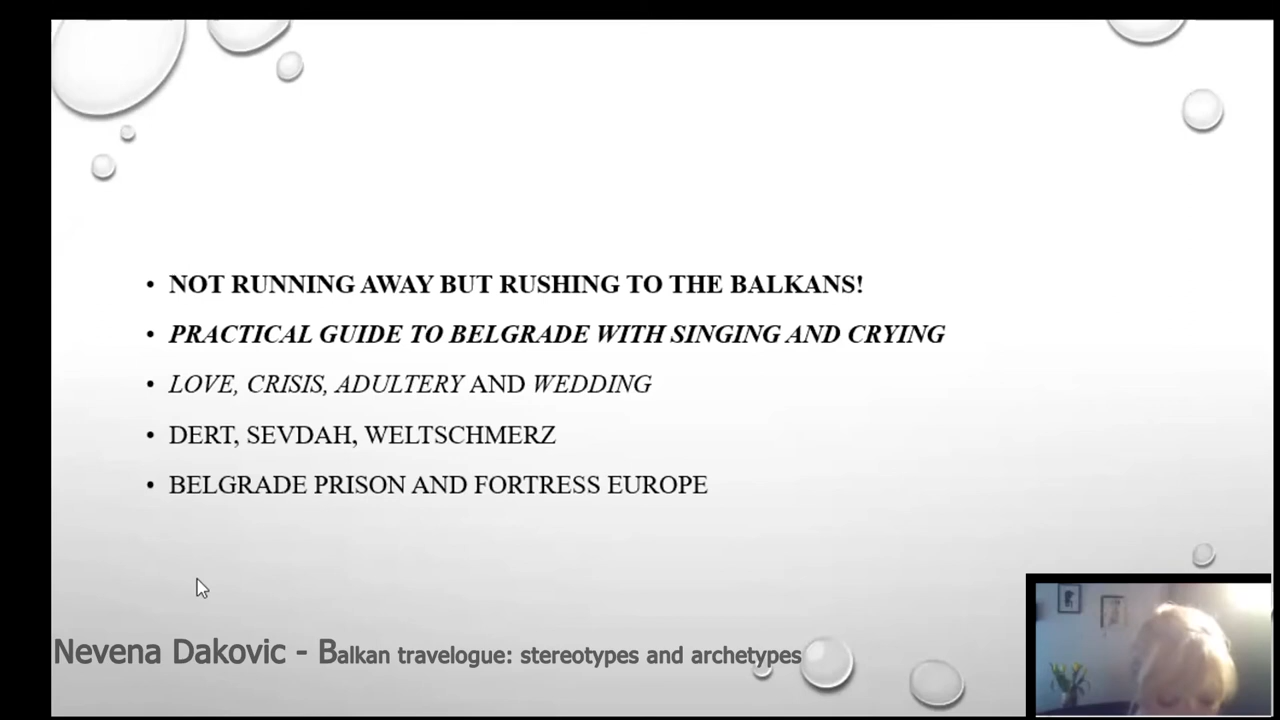 • NOT RUNNING AWAY BUT RUSHING TO THE BALKANS!
• PRACTICAL GUIDE TO BELGRADE WITH SINGING AND CRYING
• LOVE, CRISIS, ADULTERY AND WEDDING
• DERT, SEVDAH, WELTSCHMERZ
• BELGRADE PRISON AND FORTRESS EUROPE
Nevena Dakovic - Balkan travelogue: stereotypes and archetypes